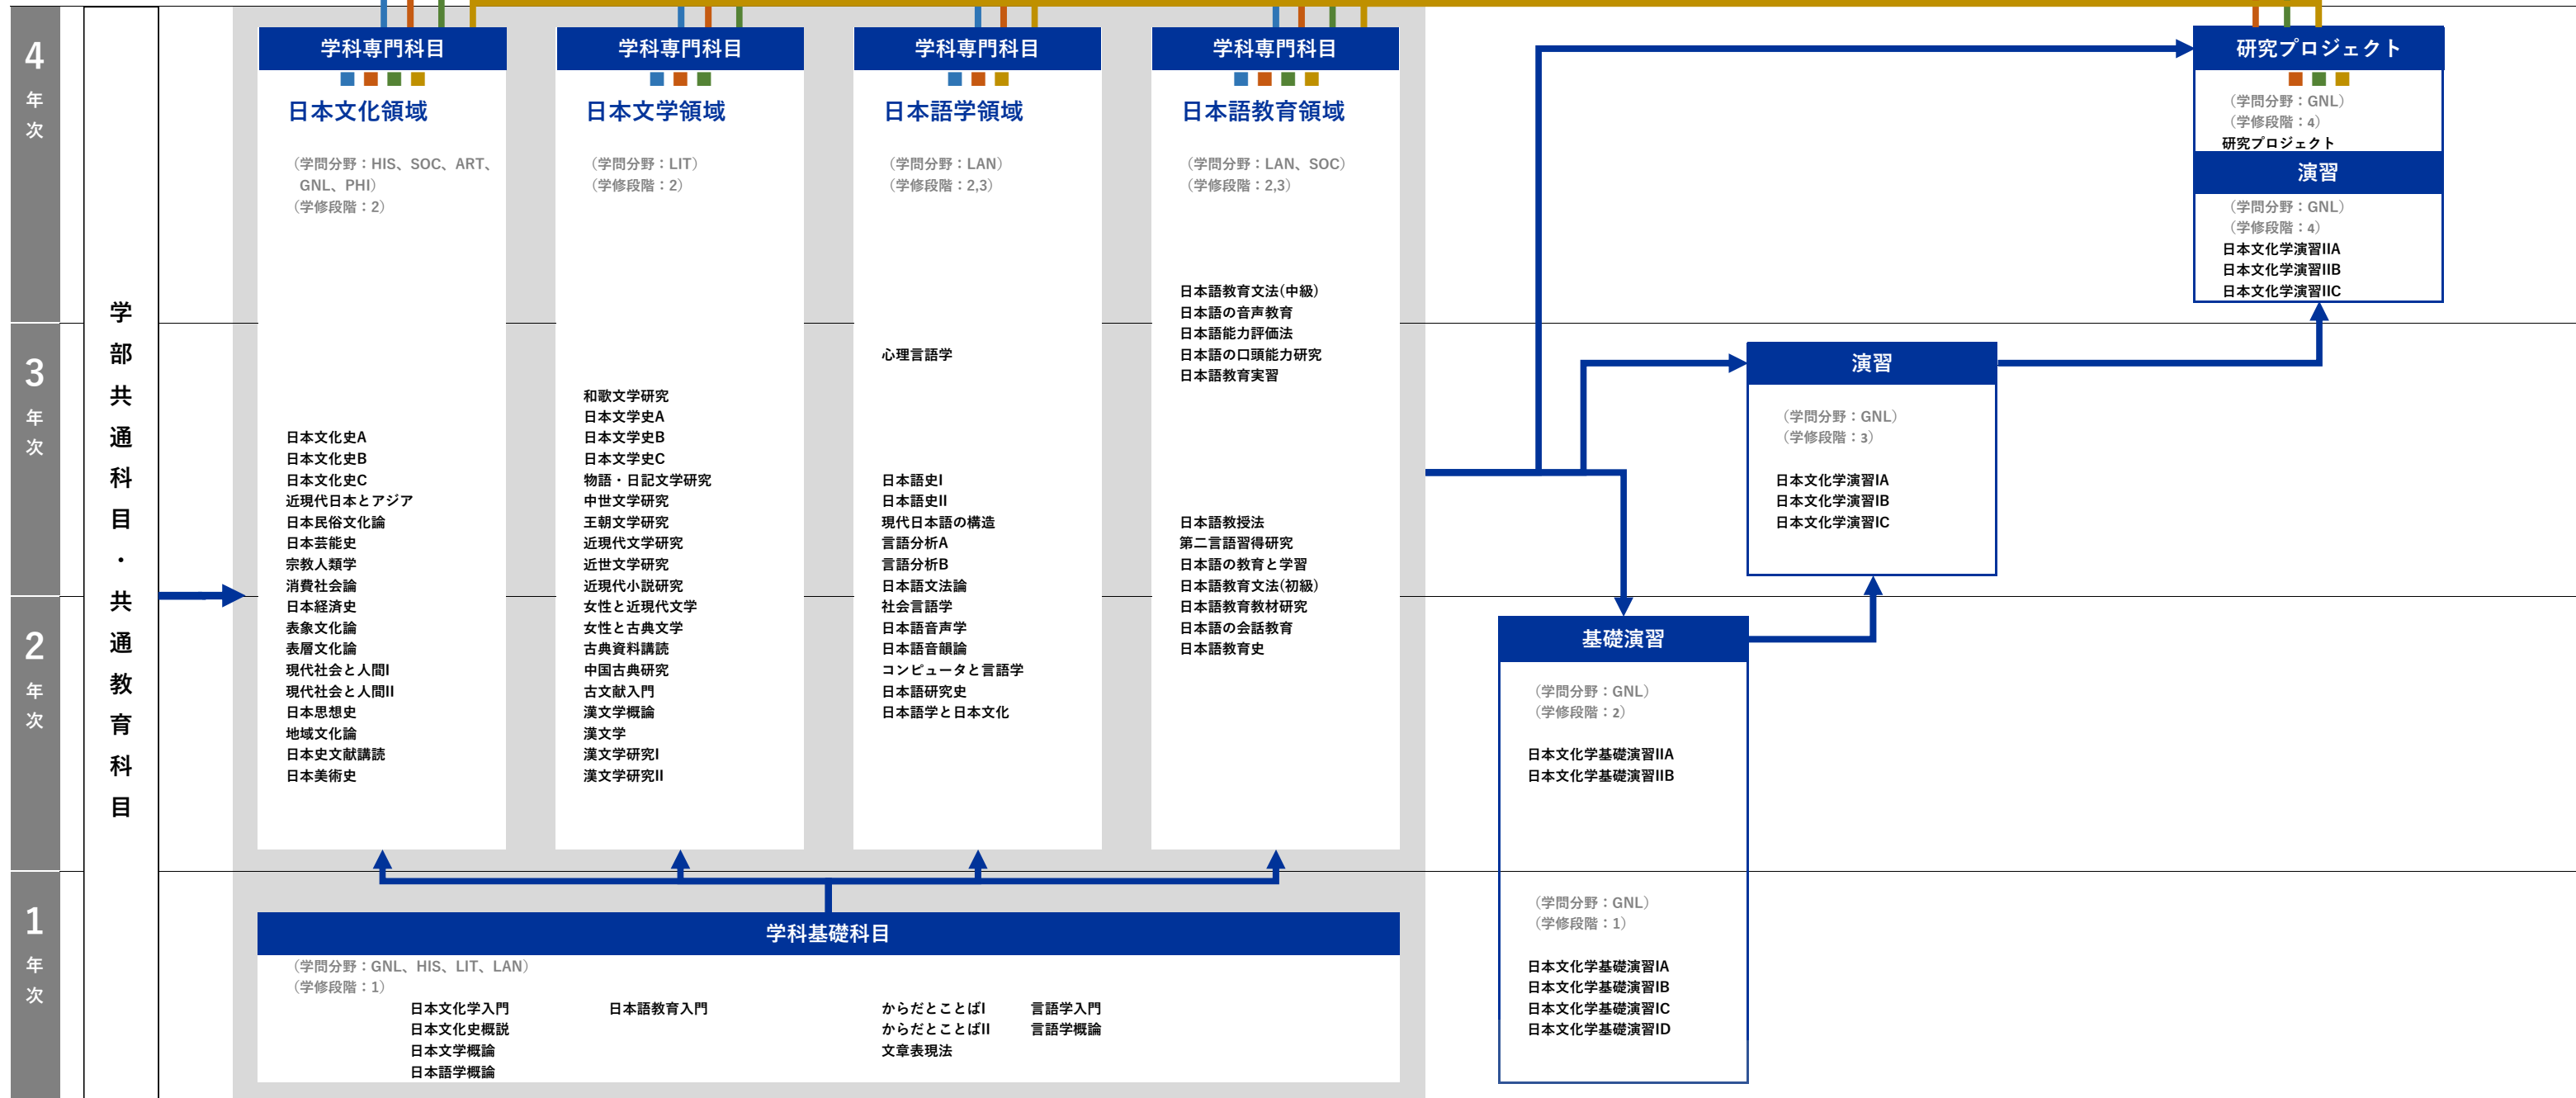 4
年
次
3
年
次
2
年
次
1
年
次
学部共通科目・共通教育科目
学科専門科目
日本文化領域
（学問分野：HIS、SOC、ART、
GNL、PHI）
（学修段階：2）
日本文化史A
日本文化史B
日本文化史C
近現代日本とアジア
日本民俗文化論
日本芸能史
宗教人類学
消費社会論
日本経済史
表象文化論
表層文化論
現代社会と人間I
現代社会と人間II
日本思想史
地域文化論
日本史文献講読
日本美術史
学科専門科目
日本文学領域
（学問分野：LIT）
（学修段階：2）
和歌文学研究
日本文学史A
日本文学史B
日本文学史C
物語・日記文学研究
中世文学研究
王朝文学研究
近現代文学研究
近世文学研究
近現代小説研究
女性と近現代文学
女性と古典文学
古典資料講読
中国古典研究
古文献入門
漢文学概論
漢文学
漢文学研究I
漢文学研究II
学科専門科目
日本語学領域
（学問分野：LAN）
（学修段階：2,3）
心理言語学
日本語史I
日本語史II
現代日本語の構造
言語分析A
言語分析B
日本語文法論
社会言語学
日本語音声学
日本語音韻論
コンピュータと言語学
日本語研究史
日本語学と日本文化
学科専門科目
日本語教育領域
（学問分野：LAN、SOC）
（学修段階：2,3）
日本語教育文法(中級)
日本語の音声教育
日本語能力評価法
日本語の口頭能力研究
日本語教育実習
日本語教授法
第二言語習得研究
日本語の教育と学習
日本語教育文法(初級)
日本語教育教材研究
日本語の会話教育
日本語教育史
学科基礎科目
（学問分野：GNL、HIS、LIT、LAN）
（学修段階：1）
日本文化学入門
日本文化史概説
日本文学概論
日本語学概論
日本語教育入門
からだとことばI
からだとことばII
文章表現法
言語学入門
言語学概論
研究プロジェクト
（学問分野：GNL）
（学修段階：4）
研究プロジェクト
演習
（学問分野：GNL）
（学修段階：4）
日本文化学演習IIA
日本文化学演習IIB
日本文化学演習IIC
演習
（学問分野：GNL）
（学修段階：3）
日本文化学演習IA
日本文化学演習IB
日本文化学演習IC
基礎演習
（学問分野：GNL）
（学修段階：2）
日本文化学基礎演習IIA
日本文化学基礎演習IIB
（学問分野：GNL）
（学修段階：1）
日本文化学基礎演習IA
日本文化学基礎演習IB
日本文化学基礎演習IC
日本文化学基礎演習ID